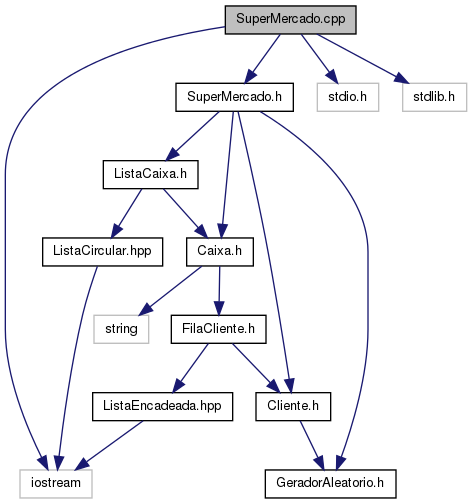 SuperMercado.cpp
SuperMercado.h
stdio.h
stdlib.h
ListaCaixa.h
ListaCircular.hpp
Caixa.h
string
FilaCliente.h
ListaEncadeada.hpp
Cliente.h
iostream
GeradorAleatorio.h